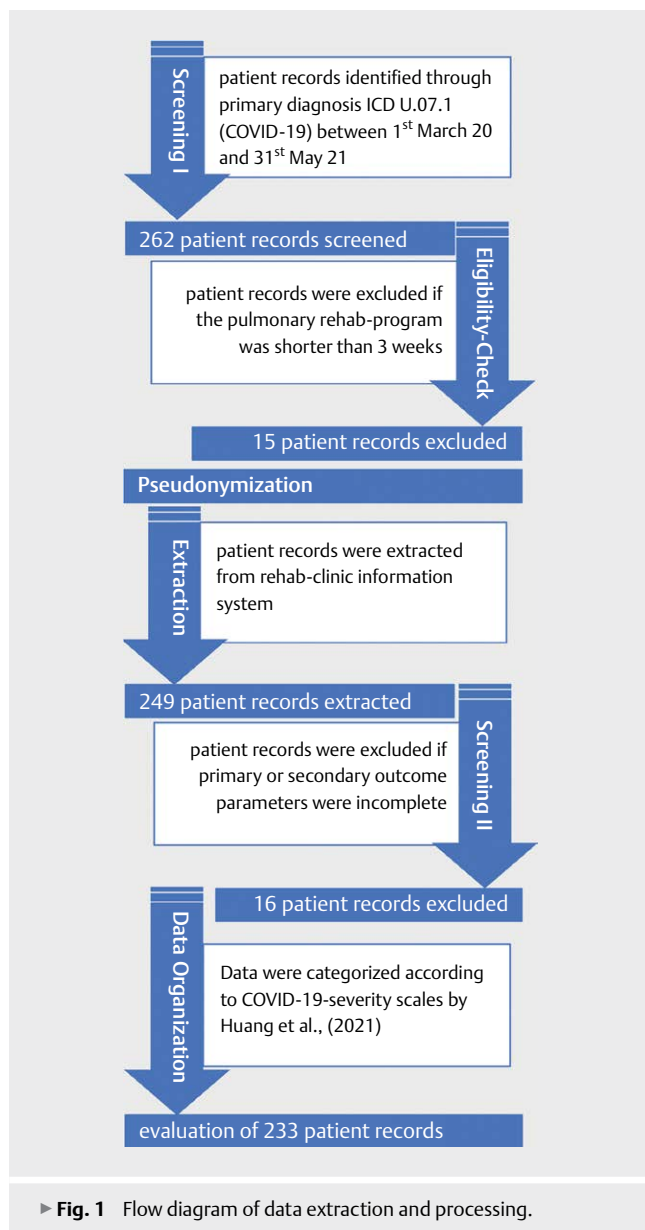 Screening I
patient records identified through
primary diagnosis ICD U.07.1
(COVID-19) between 1st March 20
and 31st May 21
262 patient records screened
Eligibility-Check
patient records were excluded if
the pulmonary rehab-program
was shorter than 3 weeks
15 patient records excluded
Pseudonymization
Extraction
patient records were extracted
from rehab-clinic information
system
249 patient records extracted
Screening II
patient records were excluded if
primary or secondary outcome
parameters were incomplete
16 patient records excluded
Data Organization
Data were categorized according
to COVID-19-severity scales by
Huang et al., (2021)
evaluation of 233 patient records
▶ Fig. 1 Flow diagram of data extraction and processing.